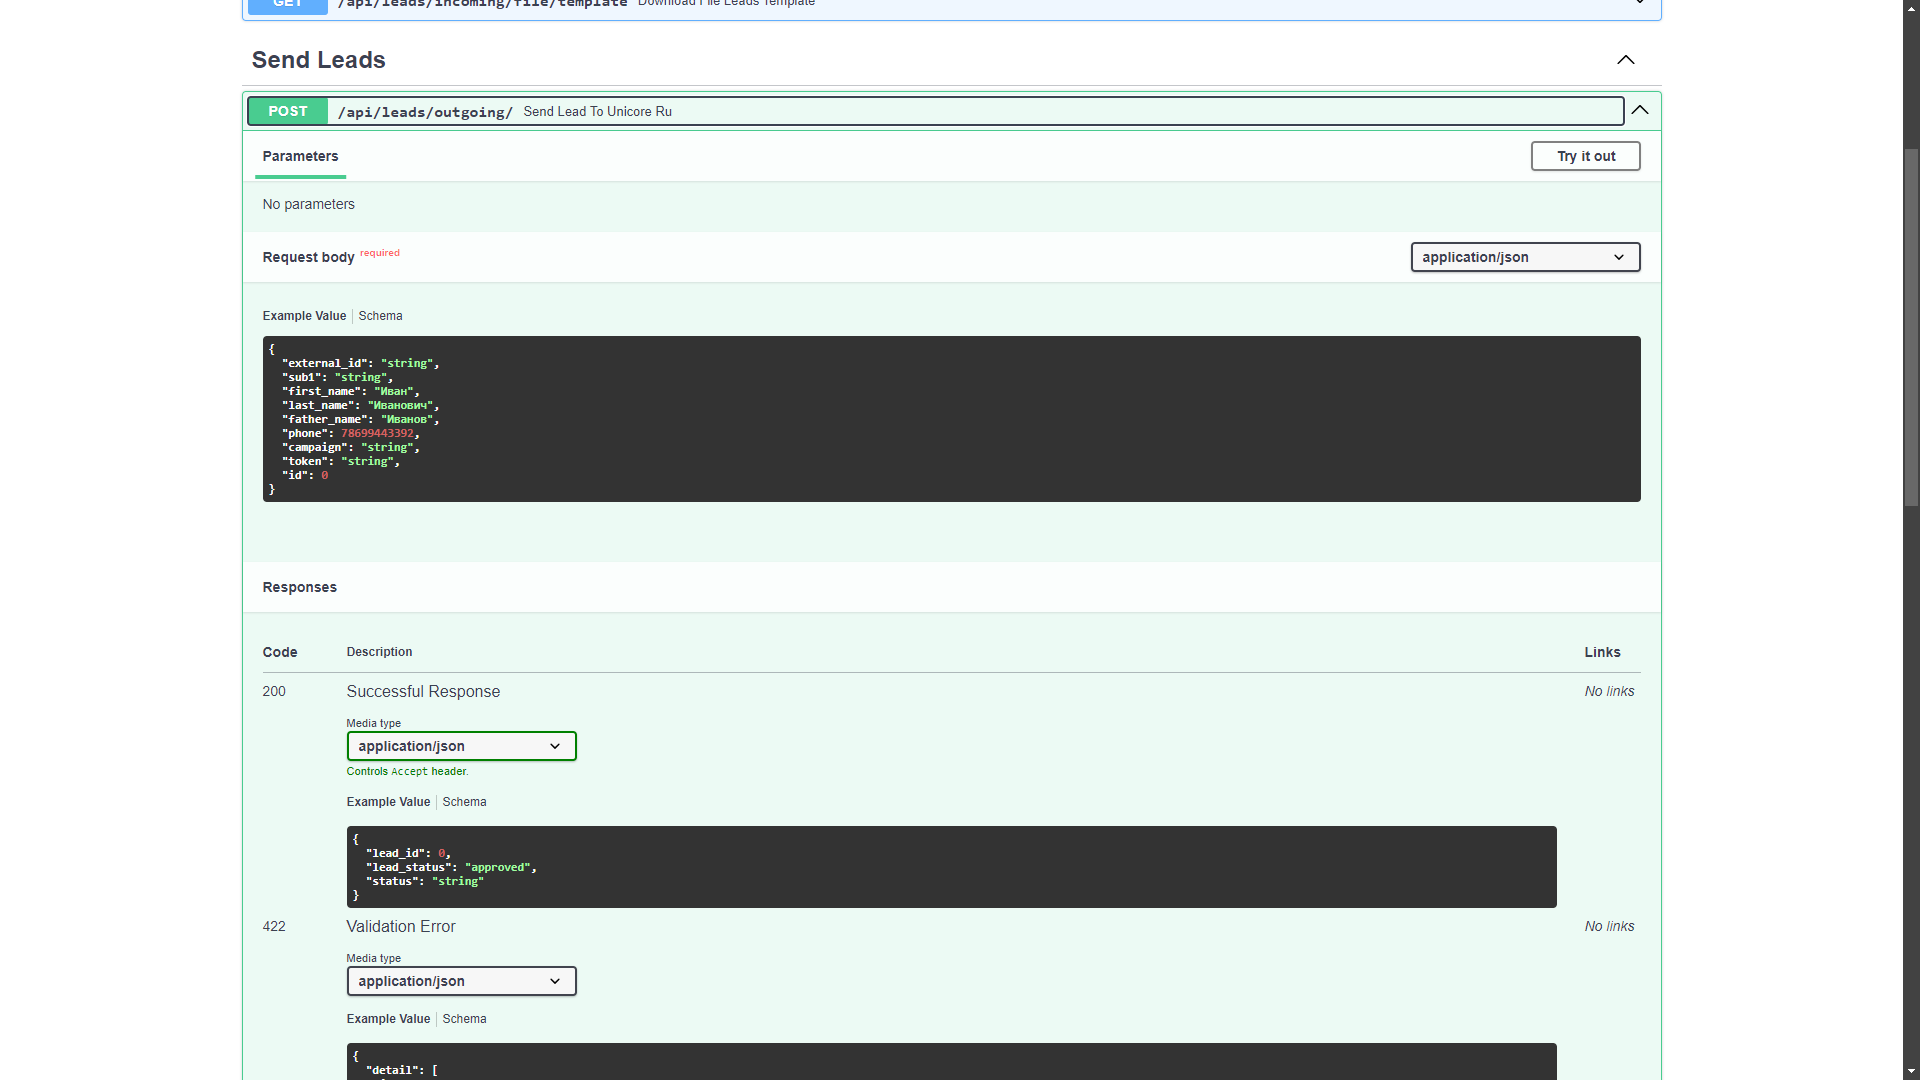 GET /api/leads/incoming/file/template Download File Leads Template
Send Leads
POST /api/leads/outgoing/ Send Lead To Unicore Ru
Parameters
Try it out
No parameters
Request body required
application/json
Example Value Schema
{
"external_id": "string",
"sub1": "string",
"first_name": "Иван",
"last_name": "Иванович",
"father_name": "Иванов",
"phone": 78699443392,
"campaign": "string",
"token": "string",
"id": 0
}
Responses
Code Description Links
200 Successful Response No links
Media type
application/json
Controls Accept header.
Example Value Schema
{
"lead_id": 0,
"lead_status": "approved",
"status": "string"
}
422 Validation Error No links
Media type
application/json
Example Value Schema
{
"detail": [